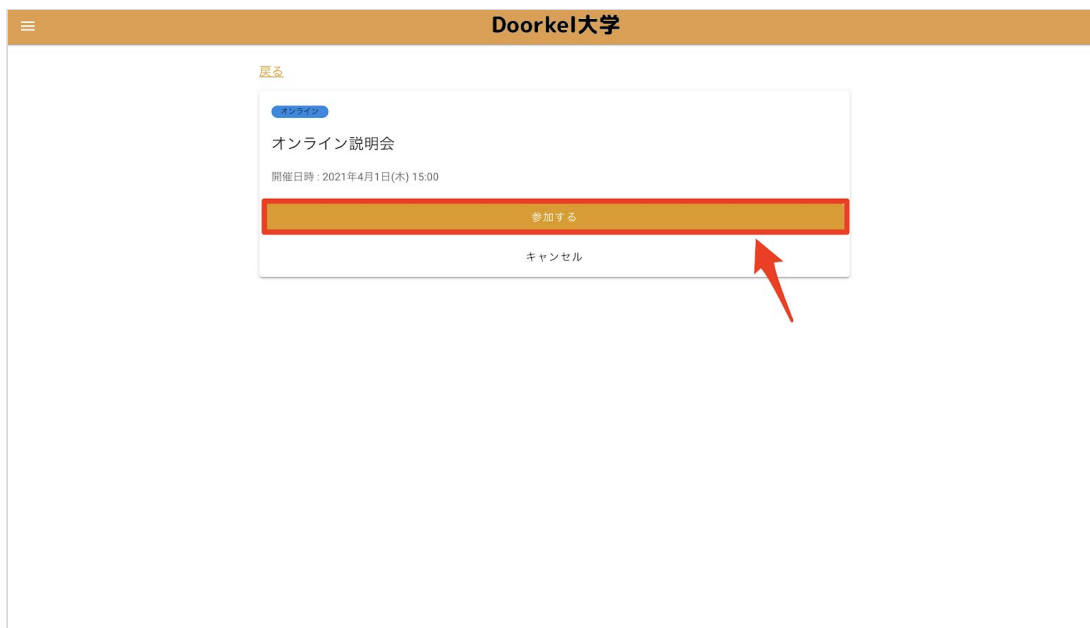 Doorkel大学
戻る
オンライン
オンライン説明会
開催日時 : 2021年4月1日(木) 15:00
参加する
キャンセル